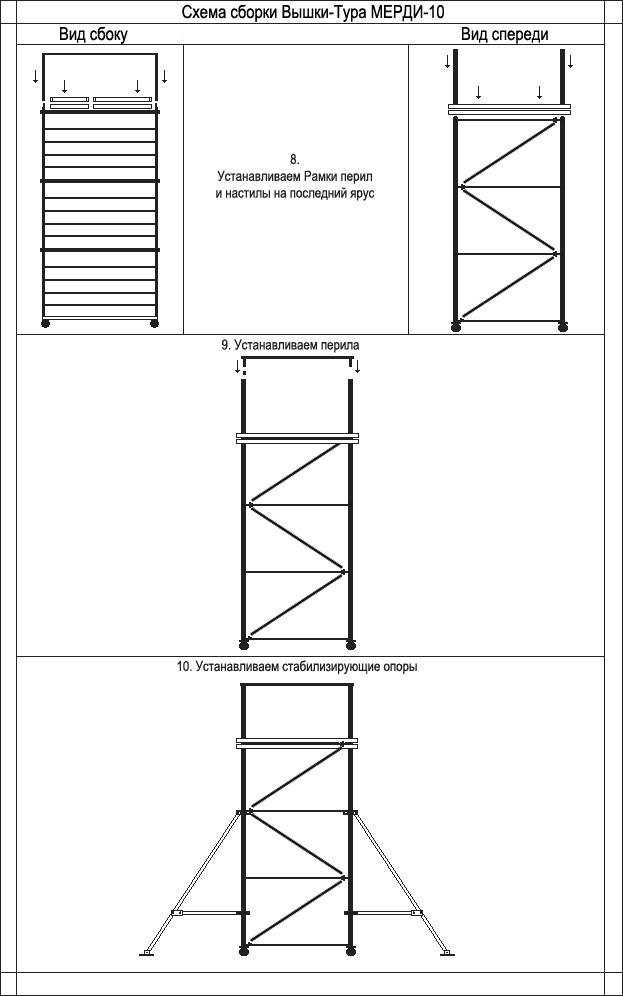 Схема сборки Вышки-Тура МЕРДИ-10
Вид сбоку
Вид спереди
8.
Устанавливаем Рамки перил
и настилы на последний ярус
9. Устанавливаем перила
10. Устанавливаем стабилизирующие опоры